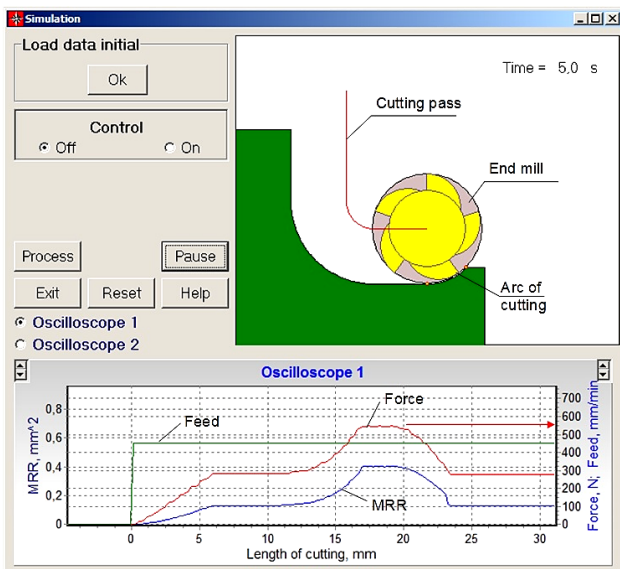 Simulation
Load data initial
Ok
Control
Off
On
Process
Pause
Exit
Reset
Help
Oscilloscope 1
Oscilloscope 2
Time = 5,0 s
Cutting pass
End mill
Arc of
cutting
Oscilloscope 1
MRR, mm^2
0,8
0,6
0,4
0,2
0
Feed
Force
MRR
700
600
500
400
300
200
100
0
Force, N; Feed, mm/min
0
5
10
15
20
25
30
Length of cutting, mm